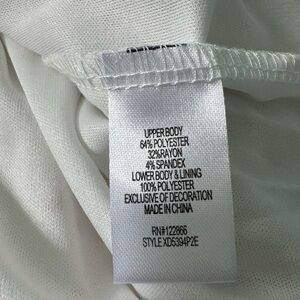 UPPER BODY
64% POLYESTER
32%RAYON
4% SPANDEX
LOWER BODY & LINING
100% POLYESTER
EXCLUSIVE OF DECORATION
MADE IN CHINA
RN#122866
STYLE XD5394P2E